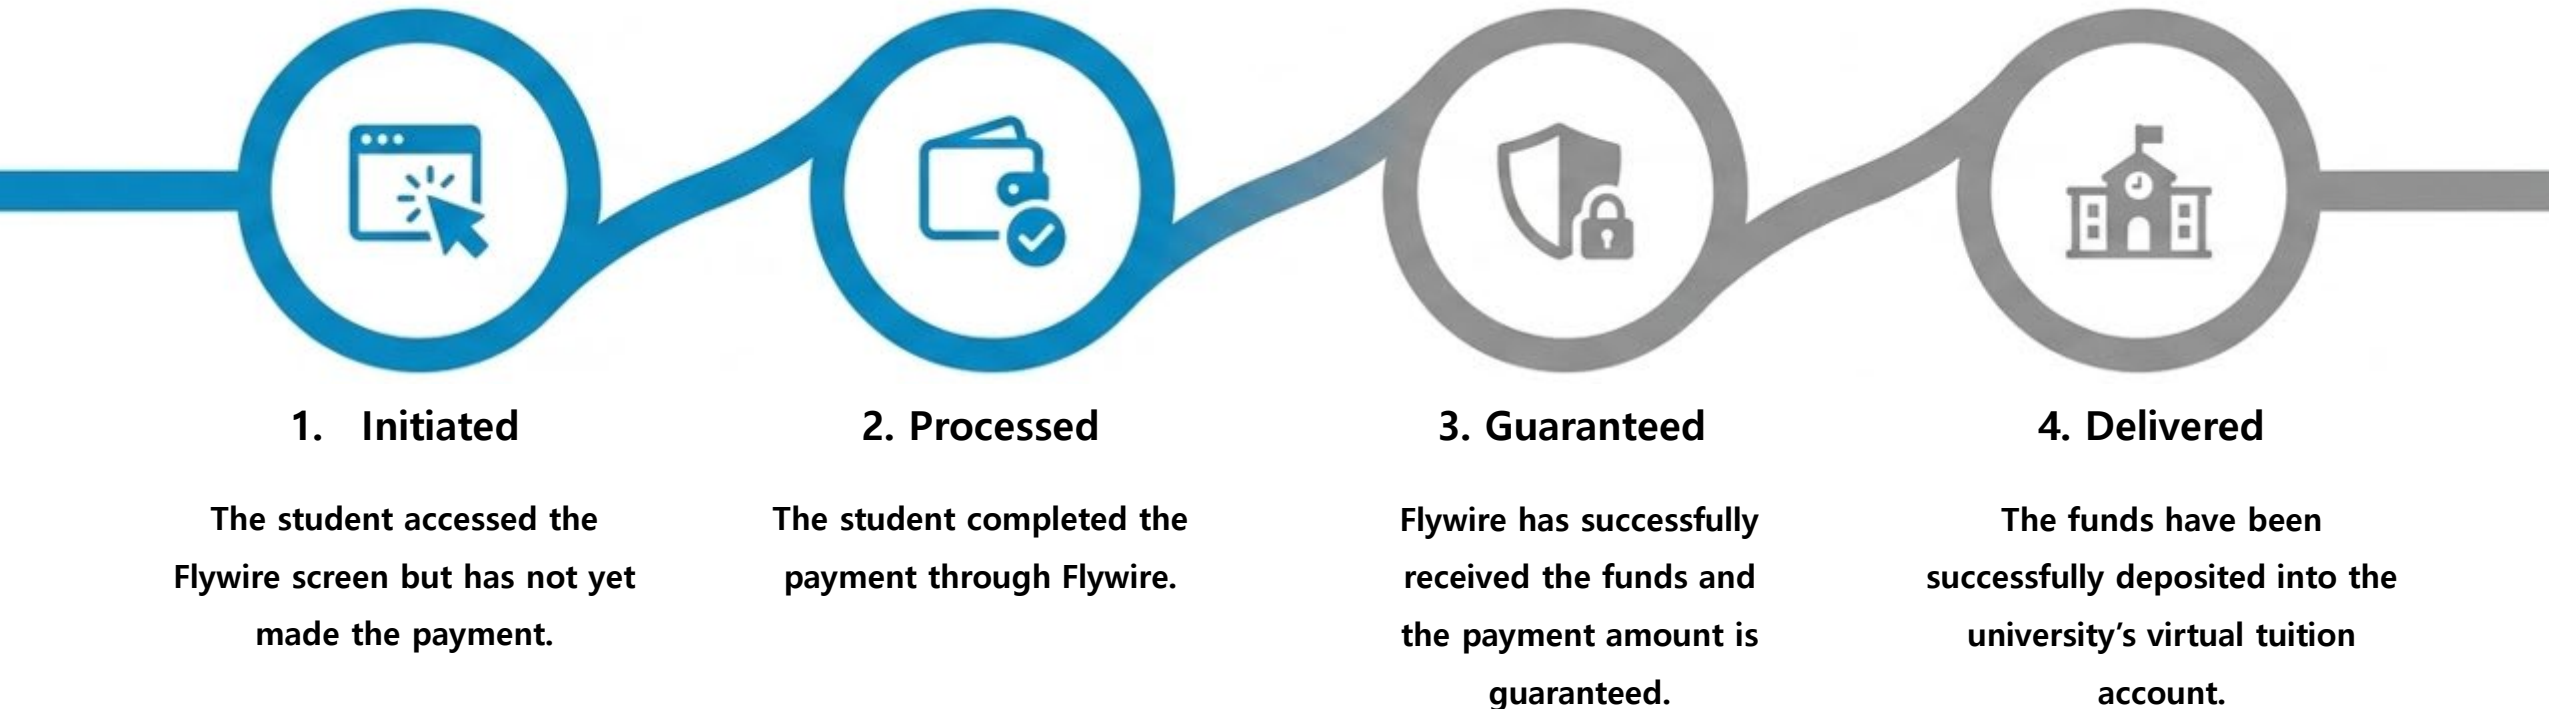 1. Initiated
The student accessed the
Flywire screen but has not yet
made the payment.
2. Processed
The student completed the
payment through Flywire.
3. Guaranteed
Flywire has successfully
received the funds and
the payment amount is
guaranteed.
4. Delivered
The funds have been
successfully deposited into the
university’s virtual tuition
account.